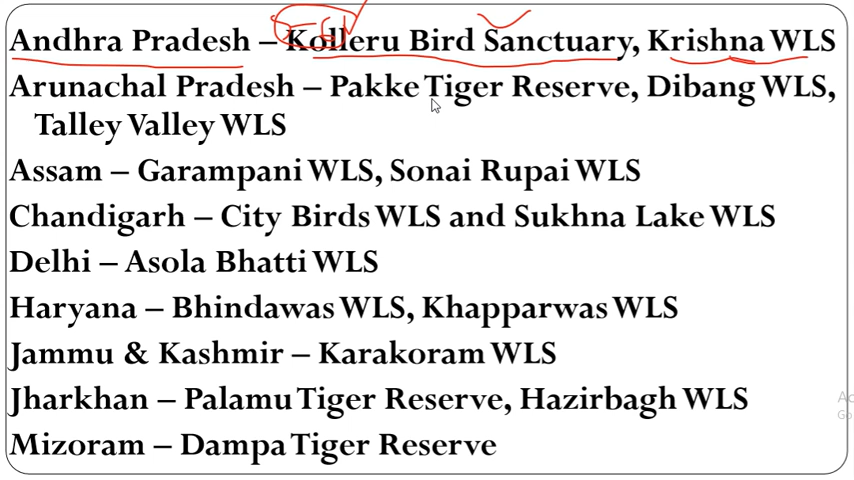 Andhra Pradesh – Kolleru Bird Sanctuary, Krishna WLS
Arunachal Pradesh – Pakke Tiger Reserve, Dibang WLS,
Talley Valley WLS
Assam – Garampani WLS, Sonai Rupai WLS
Chandigarh – City Birds WLS and Sukhna Lake WLS
Delhi – Asola Bhatti WLS
Haryana – Bhindawas WLS, Khapparwas WLS
Jammu & Kashmir – Karakoram WLS
Jharkhan – Palamu Tiger Reserve, Hazirbagh WLS
Mizoram – Dampa Tiger Reserve